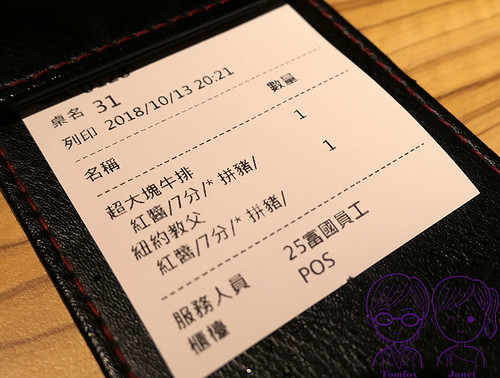 桌名 31
列印 2018/10/13 20:21
名稱 數量
超大塊牛排 1
紅醬/7分/* 拼豬/
紐約教父 1
紅醬/7分/* 拼豬/
服務人員 25富國員工
櫃檯 POS
Tomfox Janet